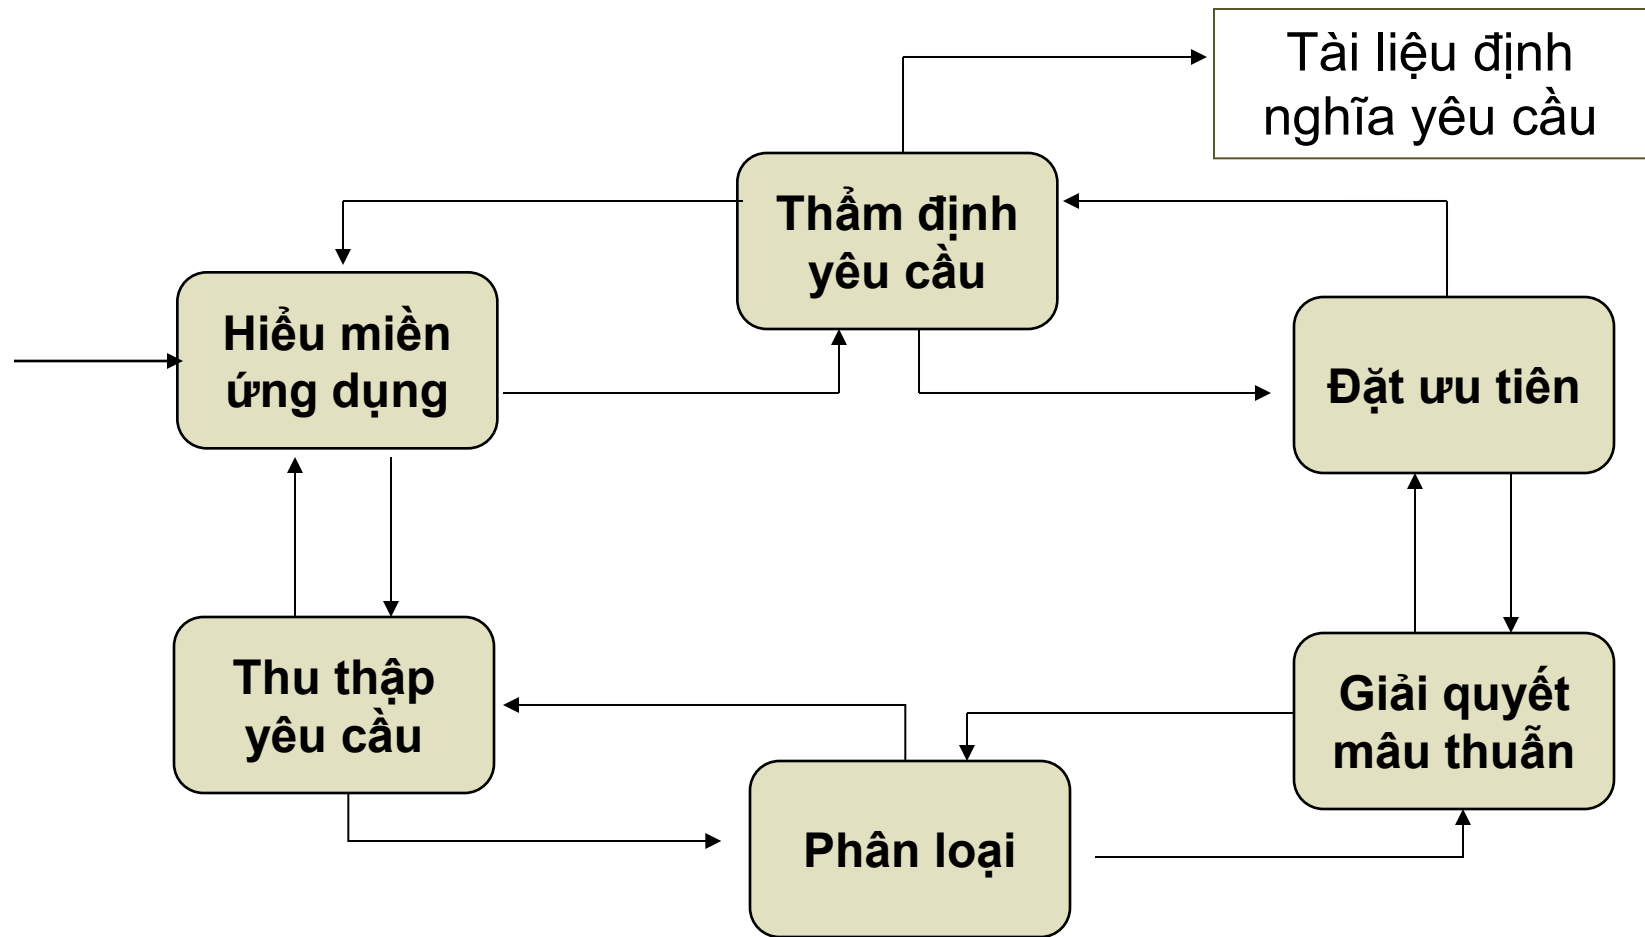 Tài liệu định
nghĩa yêu cầu
Thẩm định
yêu cầu
Hiểu miền
ứng dụng
Đặt ưu tiên
Thu thập
yêu cầu
Giải quyết
mâu thuẫn
Phân loại